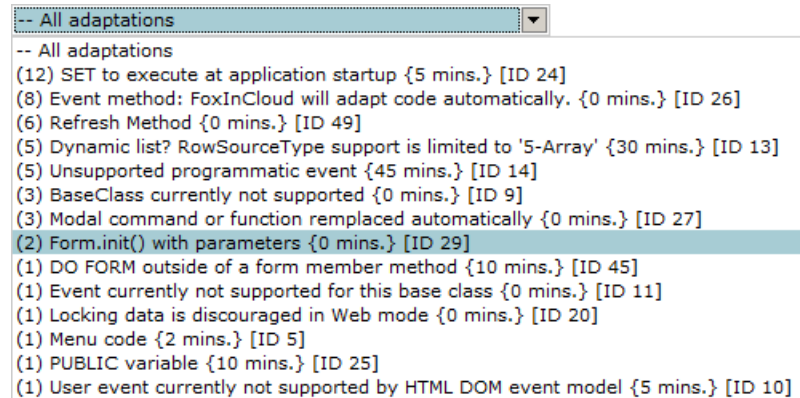 -- All adaptations
-- All adaptations
(12) SET to execute at application startup {5 mins.} [ID 24]
(8) Event method: FoxInCloud will adapt code automatically. {0 mins.} [ID 26]
(6) Refresh Method {0 mins.} [ID 49]
(5) Dynamic list? RowSourceType support is limited to '5-Array' {30 mins.} [ID 13]
(5) Unsupported programmatic event {45 mins.} [ID 14]
(3) BaseClass currently not supported {0 mins.} [ID 9]
(3) Modal command or function remplaced automatically {0 mins.} [ID 27]
(2) Form.init() with parameters {0 mins.} [ID 29]
(1) DO FORM outside of a form member method {10 mins.} [ID 45]
(1) Event currently not supported for this base class {0 mins.} [ID 11]
(1) Locking data is discouraged in Web mode {0 mins.} [ID 20]
(1) Menu code {2 mins.} [ID 5]
(1) PUBLIC variable {10 mins.} [ID 25]
(1) User event currently not supported by HTML DOM event model {5 mins.} [ID 10]